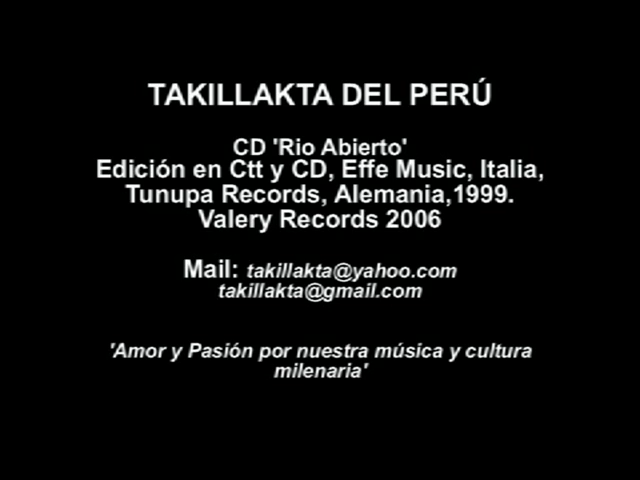 TAKILLAKTA DEL PERÚ
CD 'Rio Abierto'
Edición en Ctt y CD, Effe Music, Italia,
Tunupa Records, Alemania,1999.
Valery Records 2006
Mail: takillakta@yahoo.com
takillakta@gmail.com
'Amor y Pasión por nuestra música y cultura
milenaria'